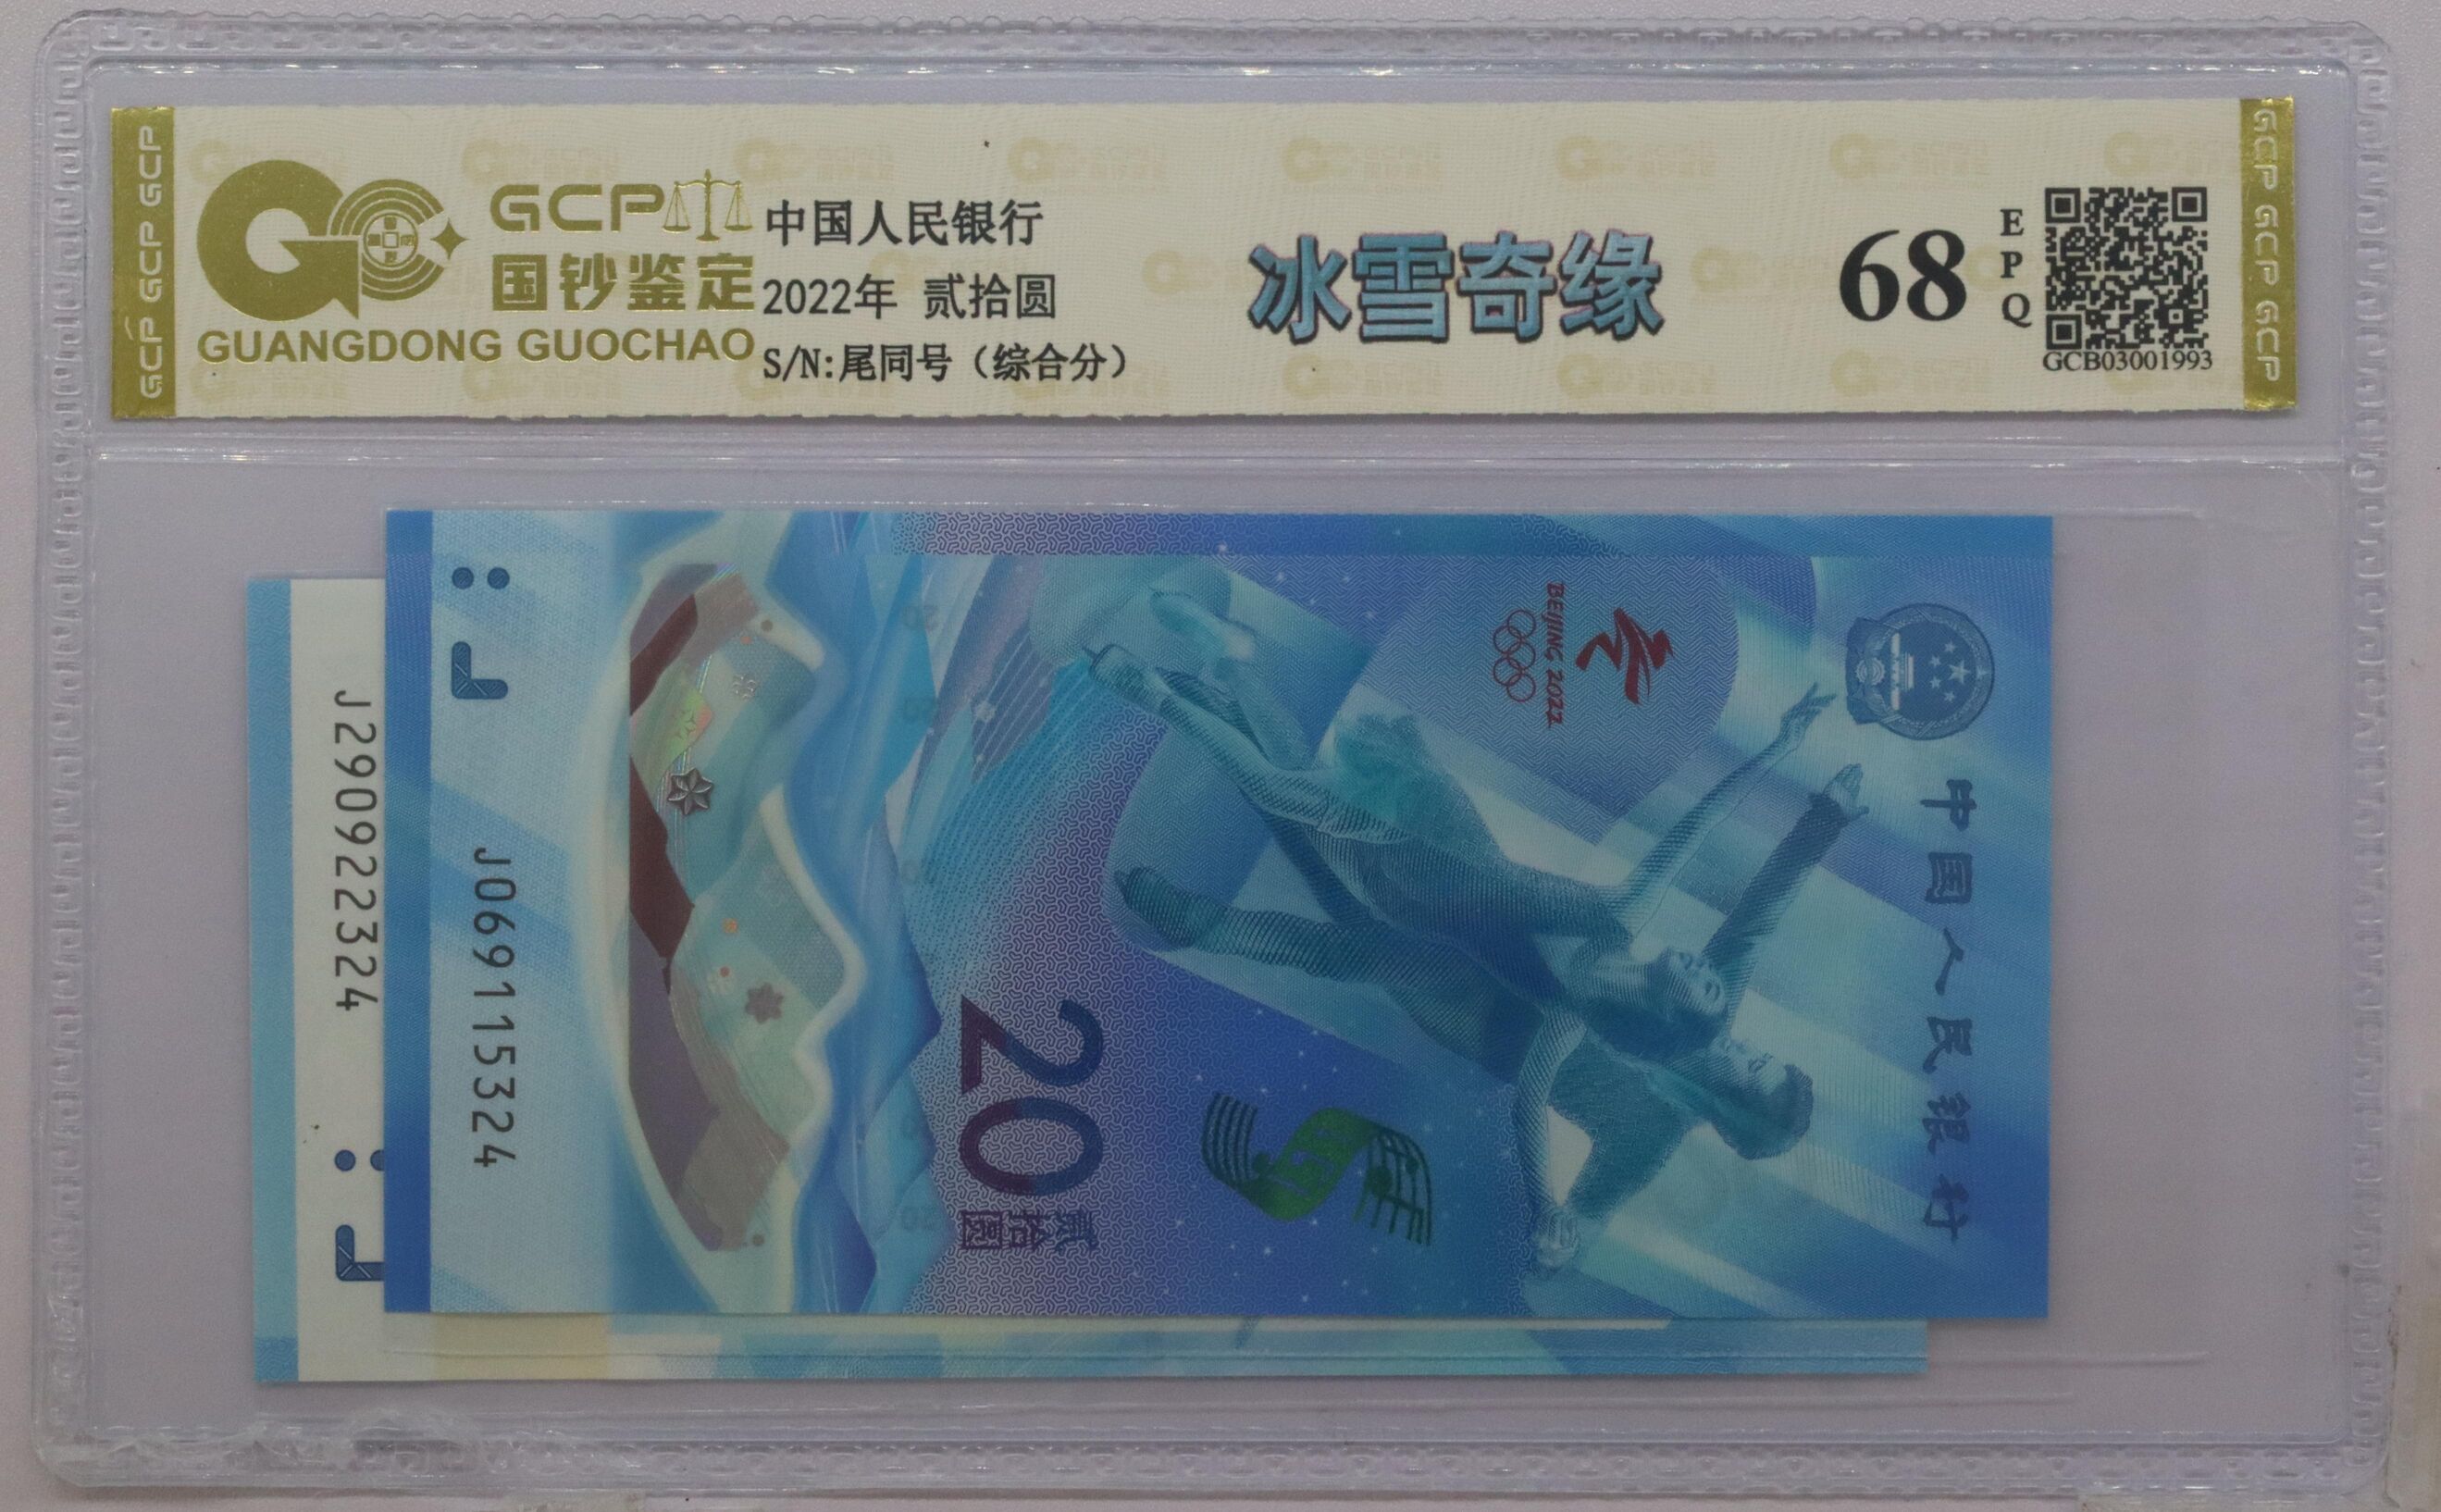 GCP GCP GCP
GCP
国钞鉴定
GUANGDONG GUOCHAO
中国人民银行
2022年 贰拾圆
S/N:尾同号（综合分）
冰雪奇缘
68
EPQ
GCB03001993
GCP GCP GCP
J290922324
J069115324
BEIJING 2022
中国人民银行
20
贰拾圆